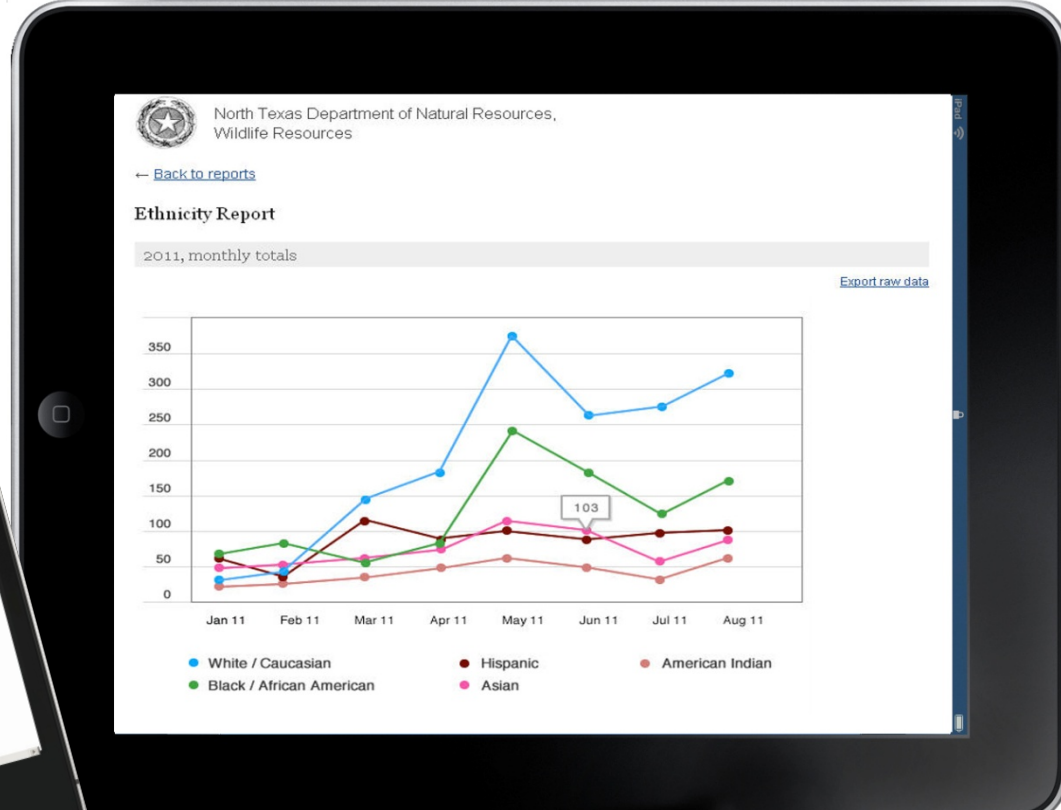 North Texas Department of Natural Resources,
Wildlife Resources
← Back to reports
Ethnicity Report
2011, monthly totals
Export raw data
350
300
250
200
150
100
50
0
103
Jan 11 Feb 11 Mar 11 Apr 11 May 11 Jun 11 Jul 11 Aug 11
White / Caucasian Hispanic American Indian
Black / African American Asian
iPad